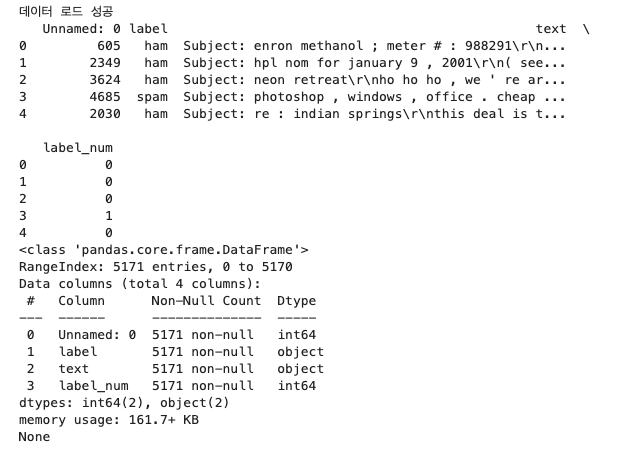 데이터 로드 성공
   Unnamed: 0 label                                               text  \
0         605   ham  Subject: enron methanol ; meter # : 988291\r\n...
1        2349   ham  Subject: hpl nom for january 9 , 2001\r\n( see...
2        3624   ham  Subject: neon retreat\r\nho ho ho , we ' re ar...
3        4685  spam  Subject: photoshop , windows , office . cheap ...
4        2030   ham  Subject: re : indian springs\r\nthis deal is t...

   label_num
0          0
1          0
2          0
3          1
4          0
<class 'pandas.core.frame.DataFrame'>
RangeIndex: 5171 entries, 0 to 5170
Data columns (total 4 columns):
 #   Column      Non-Null Count  Dtype
---  ------      --------------  -----
 0   Unnamed: 0  5171 non-null   int64
 1   label       5171 non-null   object
 2   text        5171 non-null   object
 3   label_num   5171 non-null   int64
dtypes: int64(2), object(2)
memory usage: 161.7+ KB
None